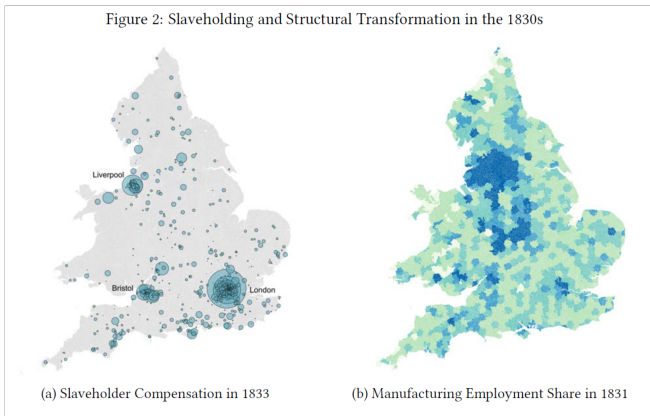 Figure 2: Slaveholding and Structural Transformation in the 1830s
Liverpool
Bristol
London
(a) Slaveholder Compensation in 1833
(b) Manufacturing Employment Share in 1831